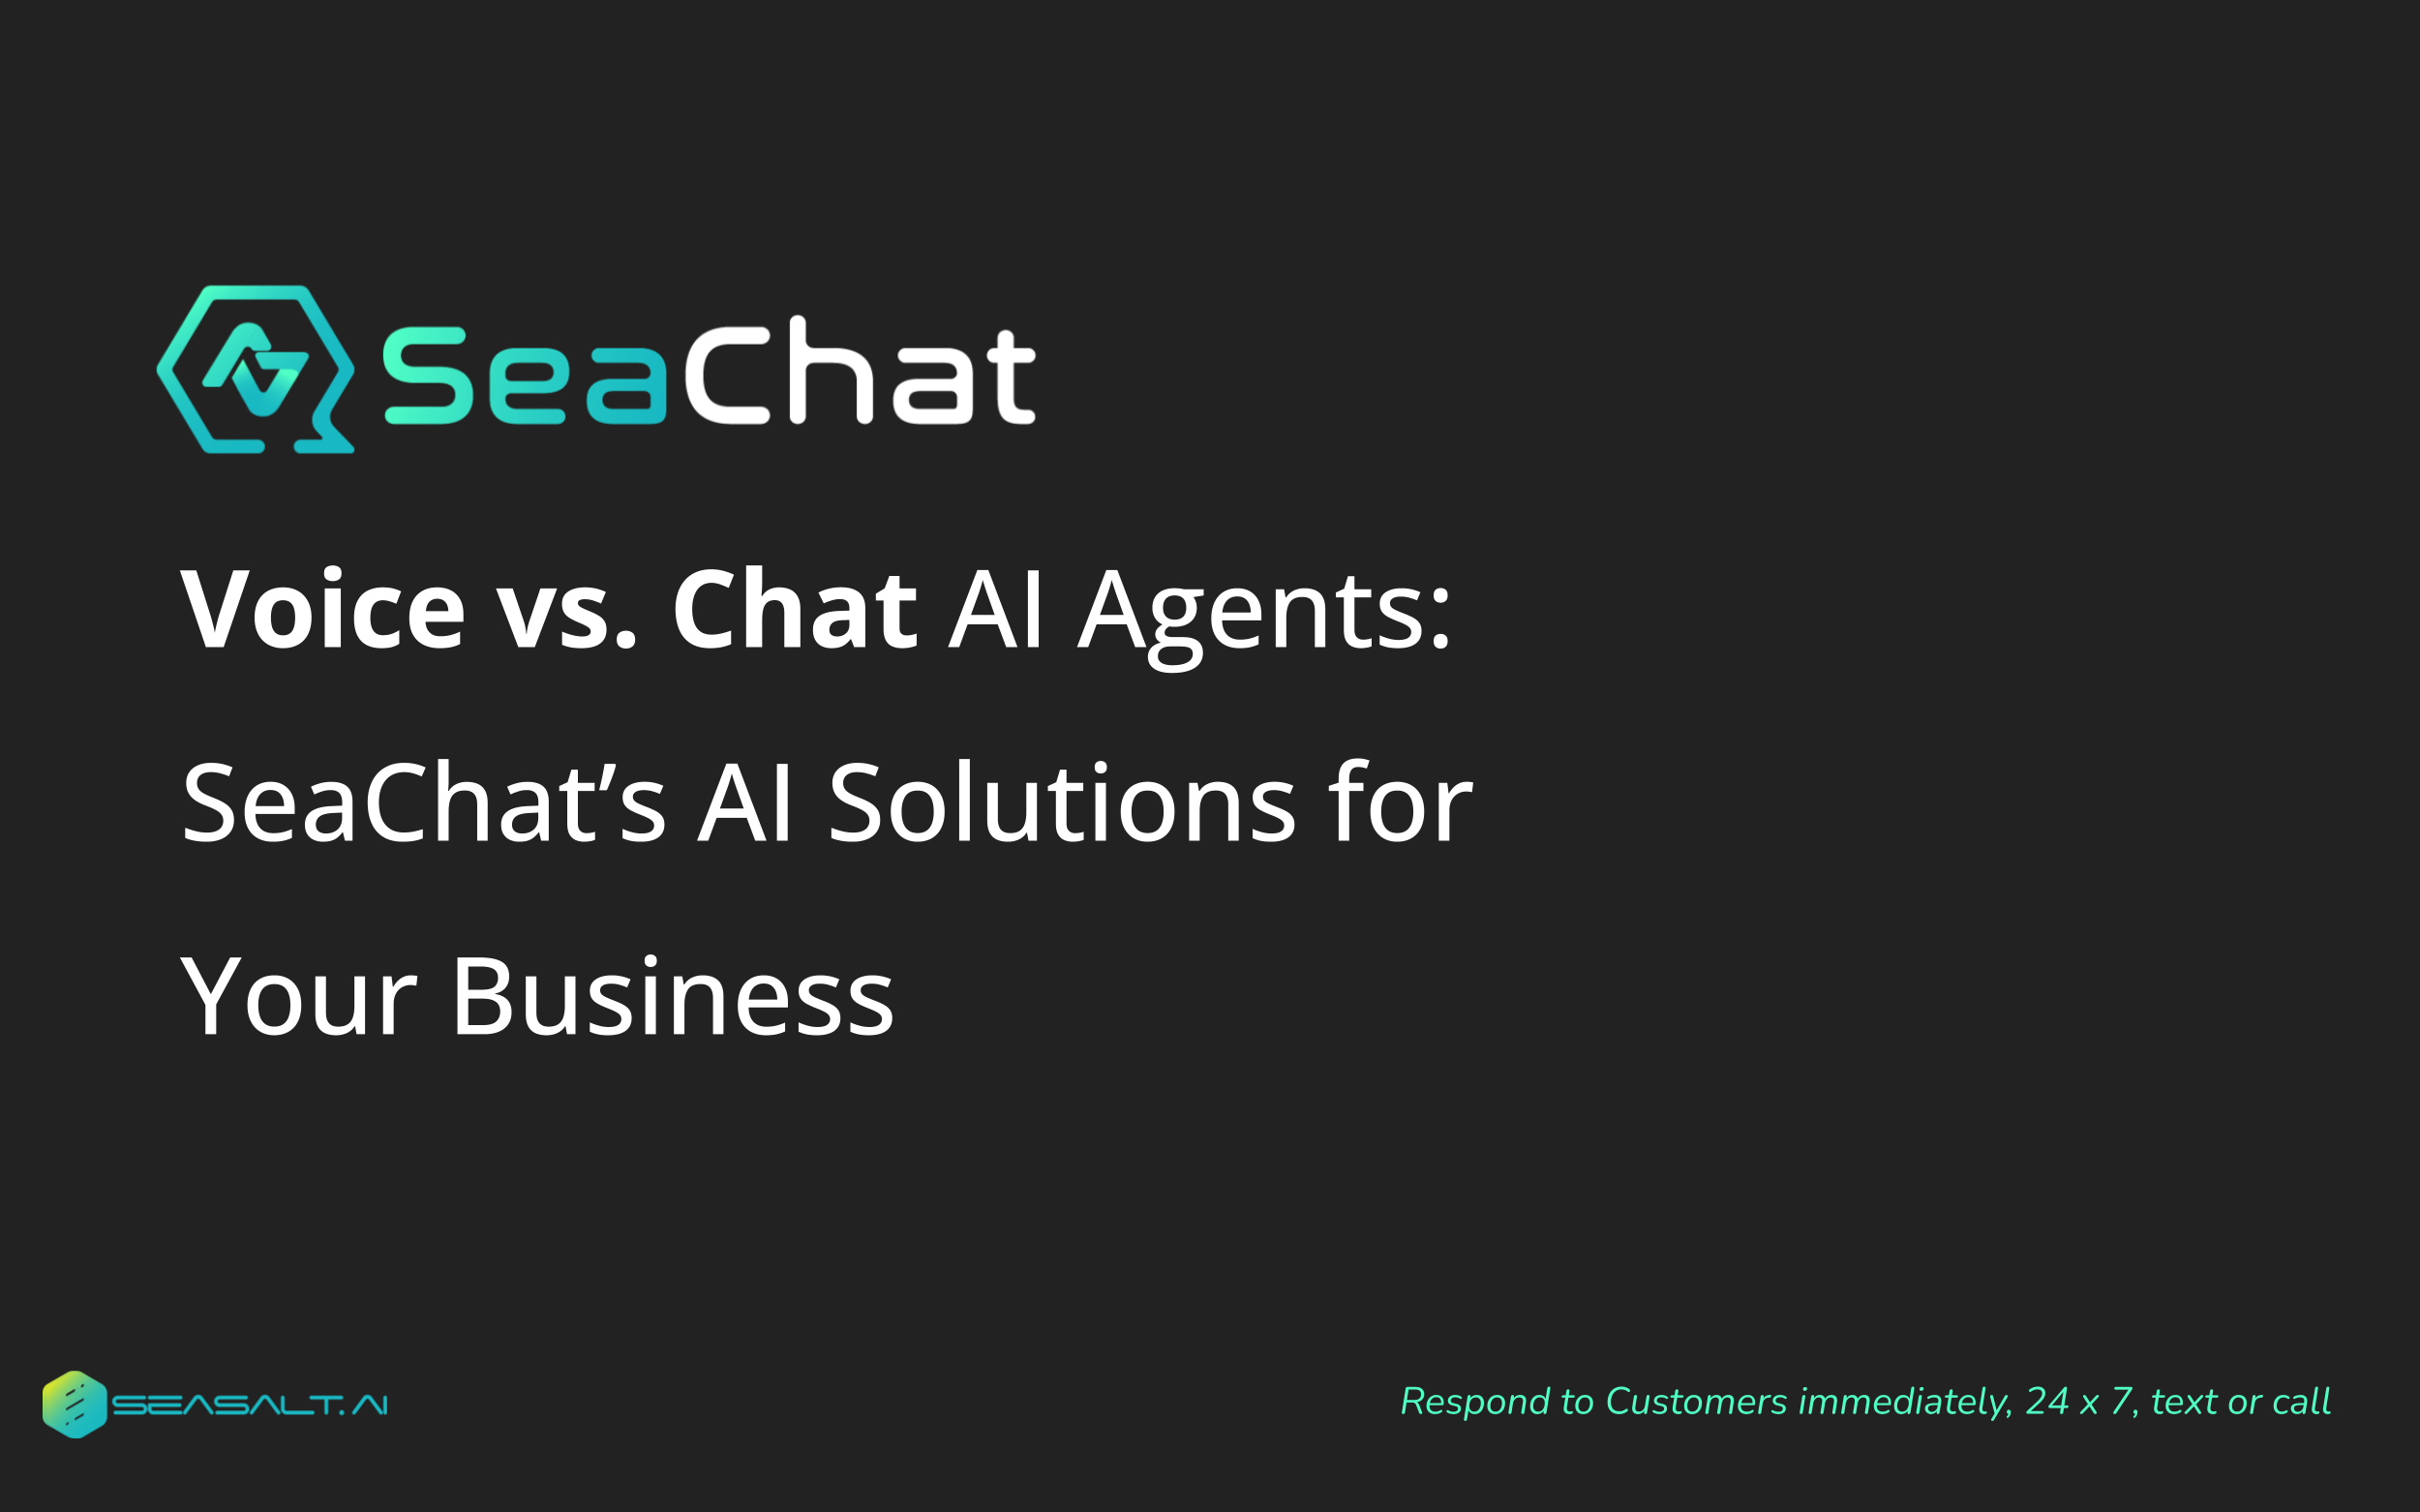 SeaChat
Voice vs. Chat AI Agents:
SeaChat’s AI Solutions for
Your Business
SEASALT.AI
Respond to Customers immediately, 24 x 7, text or call